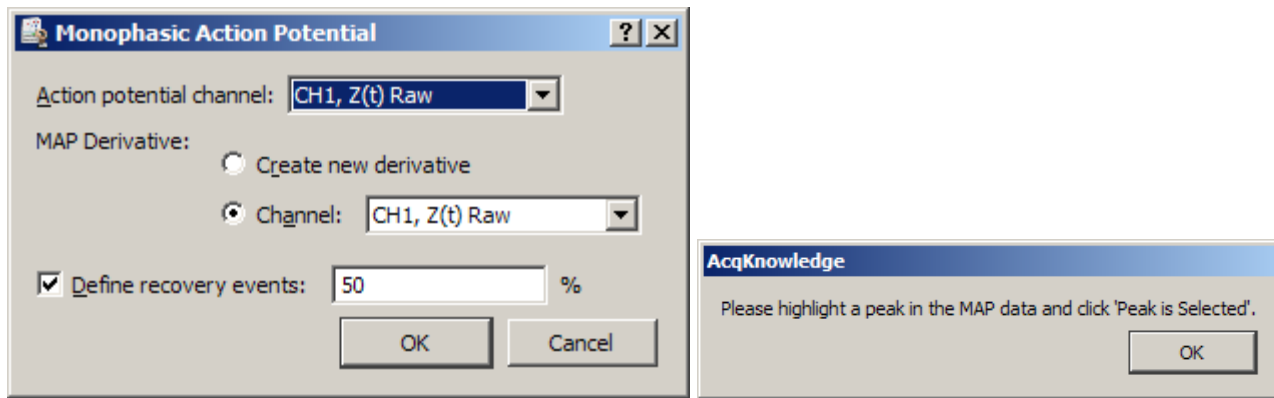 Monophasic Action Potential
Action potential channel: CH1, Z(t) Raw
MAP Derivative:
Create new derivative
Channel: CH1, Z(t) Raw
Define recovery events: 50 %
OK Cancel
AcqKnowledge
Please highlight a peak in the MAP data and click 'Peak is Selected'.
OK